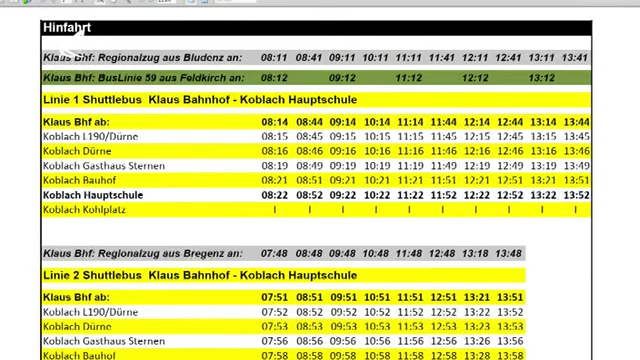 Hinfahrt
Klaus Bhf: Regionalzug aus Bludenz an: 08:11 08:41 09:11 10:11 11:11 11:41 12:11 12:41 13:11 13:41
Klaus Bhf: BusLinie 59 aus Feldkirch an: 08:12 09:12 11:12 12:12 13:12
Linie 1 Shuttlebus Klaus Bahnhof - Koblach Hauptschule
Klaus Bhf ab: 08:14 08:44 09:14 10:14 11:14 11:44 12:14 12:44 13:14 13:44
Koblach L190/Dürne 08:15 08:45 09:15 10:15 11:15 11:45 12:15 12:45 13:15 13:45
Koblach Dürne 08:16 08:46 09:16 10:16 11:16 11:46 12:16 12:46 13:16 13:46
Koblach Gasthaus Sternen 08:19 08:49 09:19 10:19 11:19 11:49 12:19 12:49 13:19 13:49
Koblach Bauhof 08:21 08:51 09:21 10:21 11:21 11:51 12:21 12:51 13:21 13:51
Koblach Hauptschule 08:22 08:52 09:22 10:22 11:22 11:52 12:22 12:52 13:22 13:52
Koblach Kohlplatz I I I I I I I I I I
Klaus Bhf: Regionalzug aus Bregenz an: 07:48 08:48 09:48 10:48 11:48 12:48 13:18 13:48
Linie 2 Shuttlebus Klaus Bahnhof - Koblach Hauptschule
Klaus Bhf ab: 07:51 08:51 09:51 10:51 11:51 12:51 13:21 13:51
Koblach L190/Dürne 07:52 08:52 09:52 10:52 11:52 12:52 13:22 13:52
Koblach Dürne 07:53 08:53 09:53 10:53 11:53 12:53 13:23 13:53
Koblach Gasthaus Sternen 07:56 08:56 09:56 10:56 11:56 12:56 13:26 13:56
Koblach Bauhof 07:58 08:58 09:58 10:58 11:58 12:58 13:28 13:58